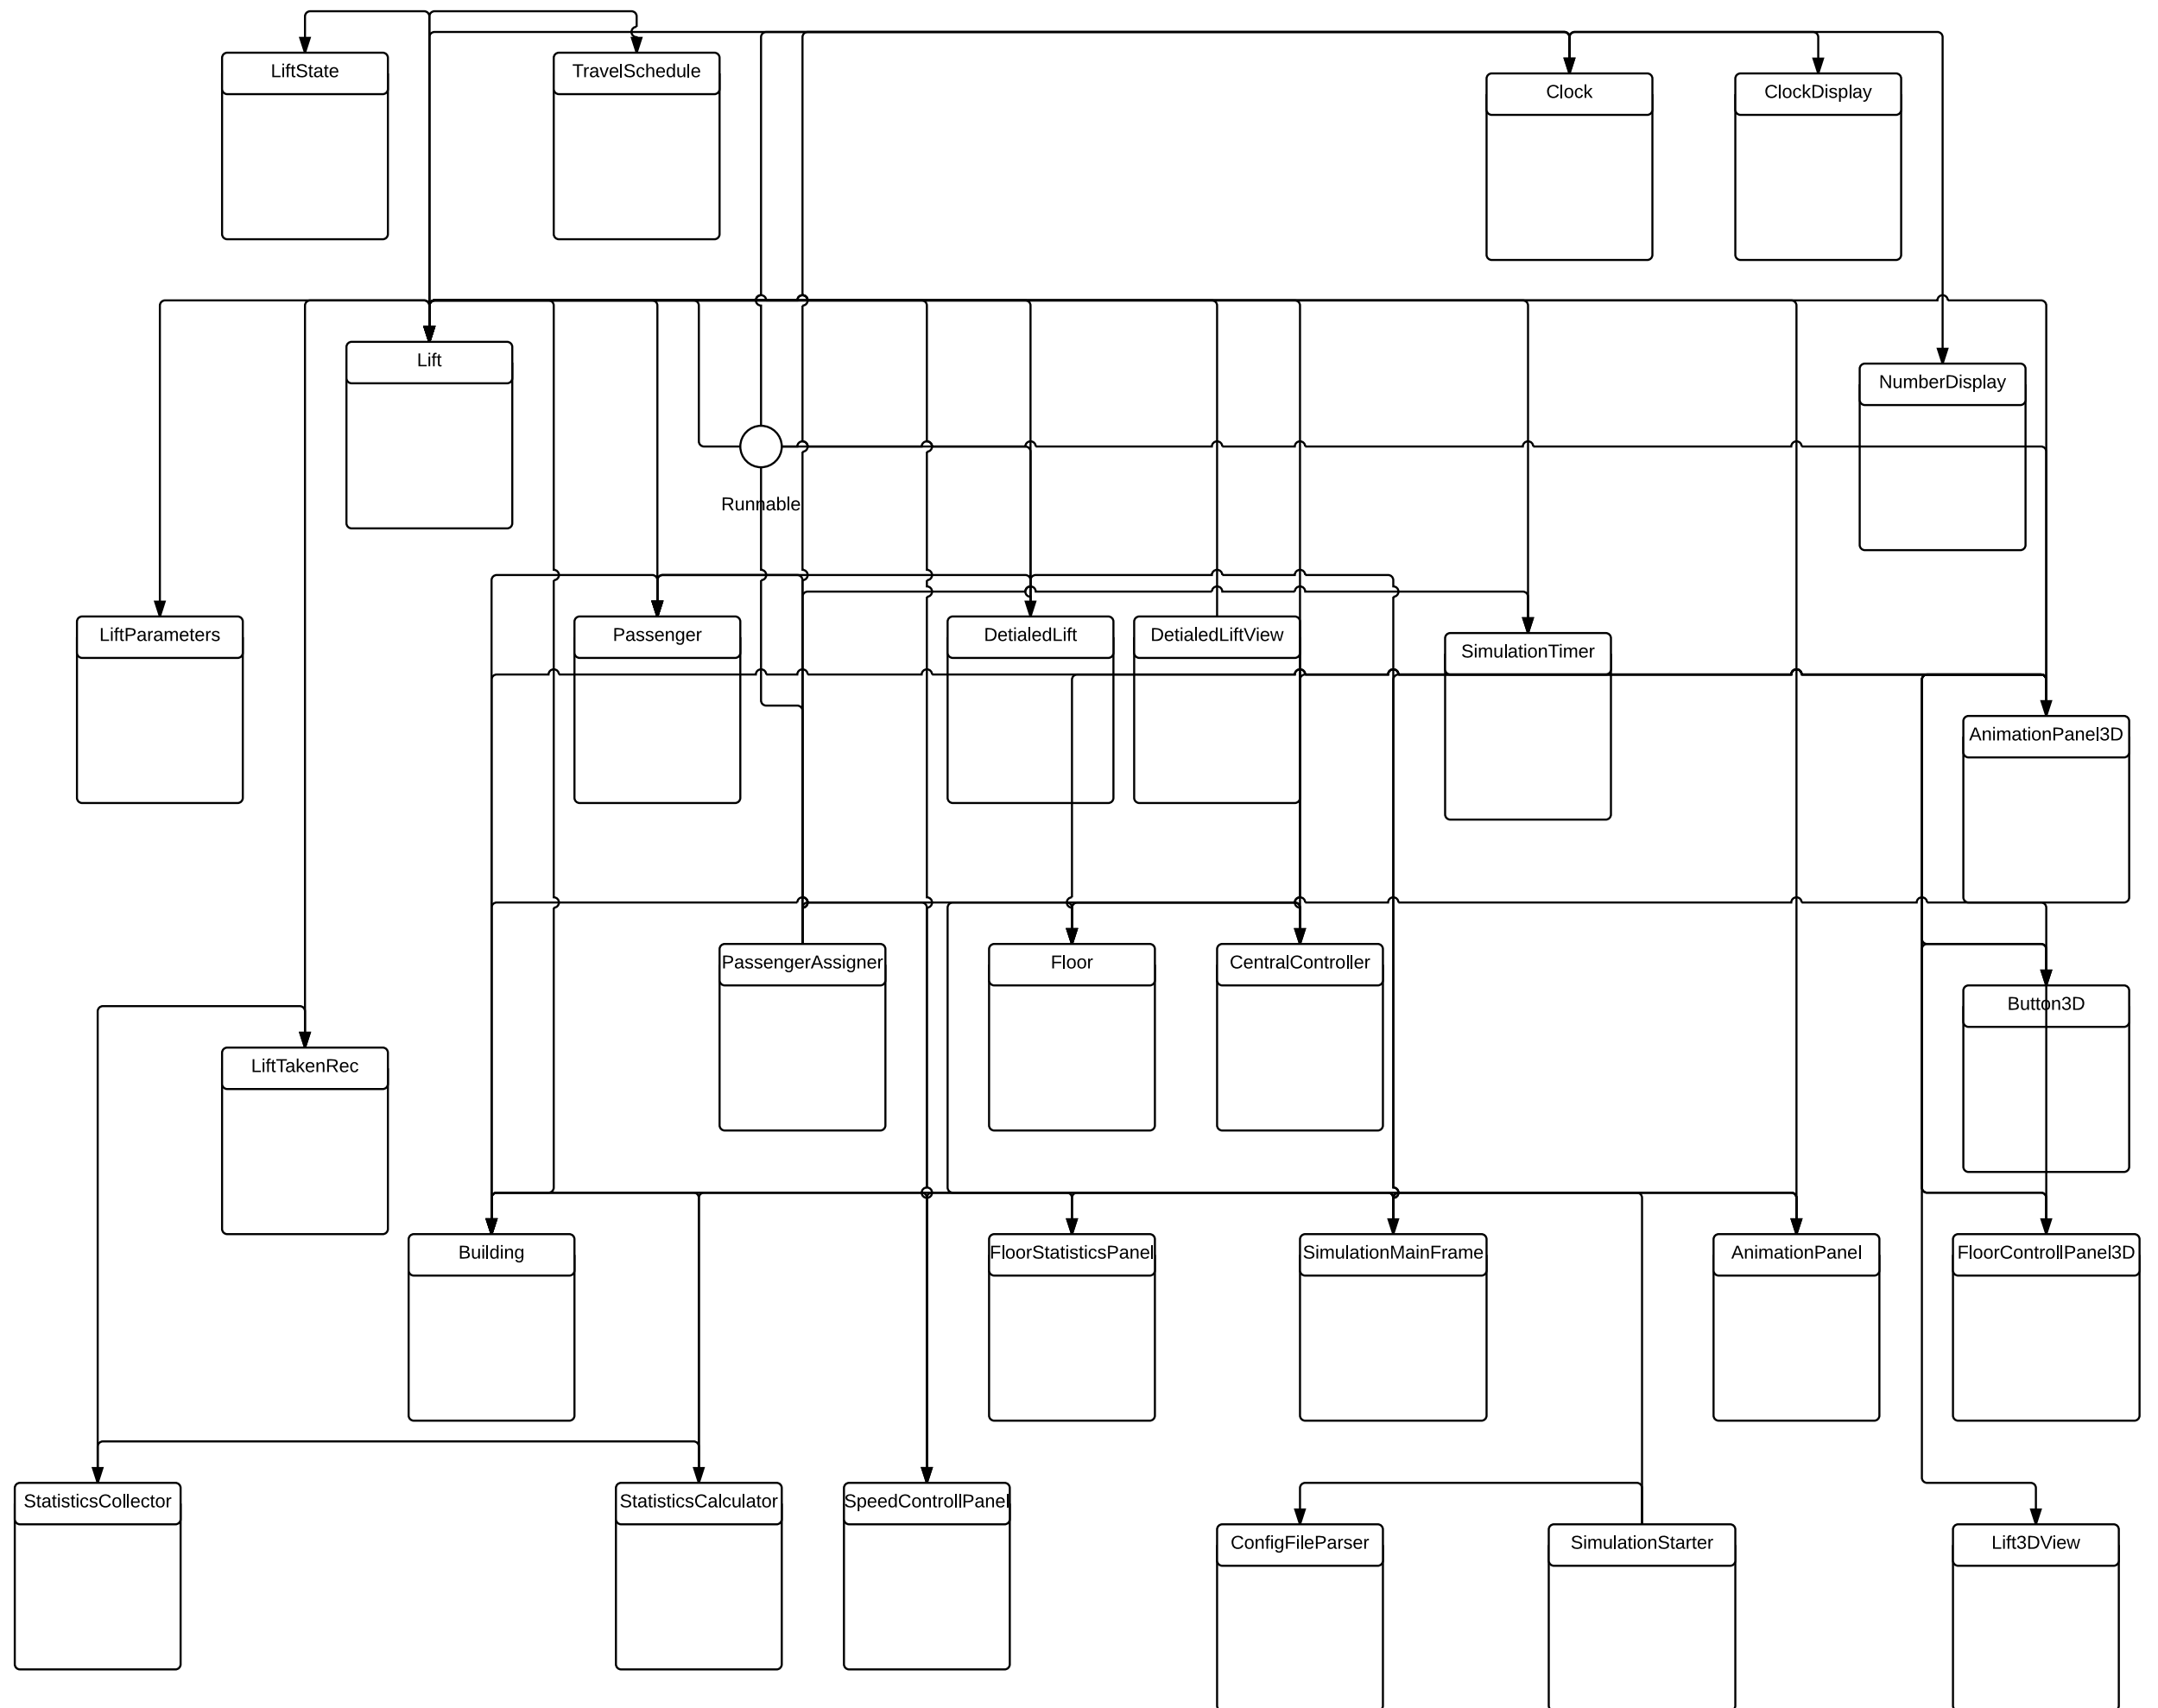 LiftState
TravelSchedule
Clock
ClockDisplay
Lift
NumberDisplay
Runnable
LiftParameters
Passenger
DetialedLift
DetialedLiftView
SimulationTimer
AnimationPanel3D
PassengerAssigner
Floor
CentralController
Button3D
LiftTakenRec
Building
FloorStatisticsPanel
SimulationMainFrame
AnimationPanel
FloorControllPanel3D
StatisticsCollector
StatisticsCalculator
SpeedControllPanel
ConfigFileParser
SimulationStarter
Lift3DView